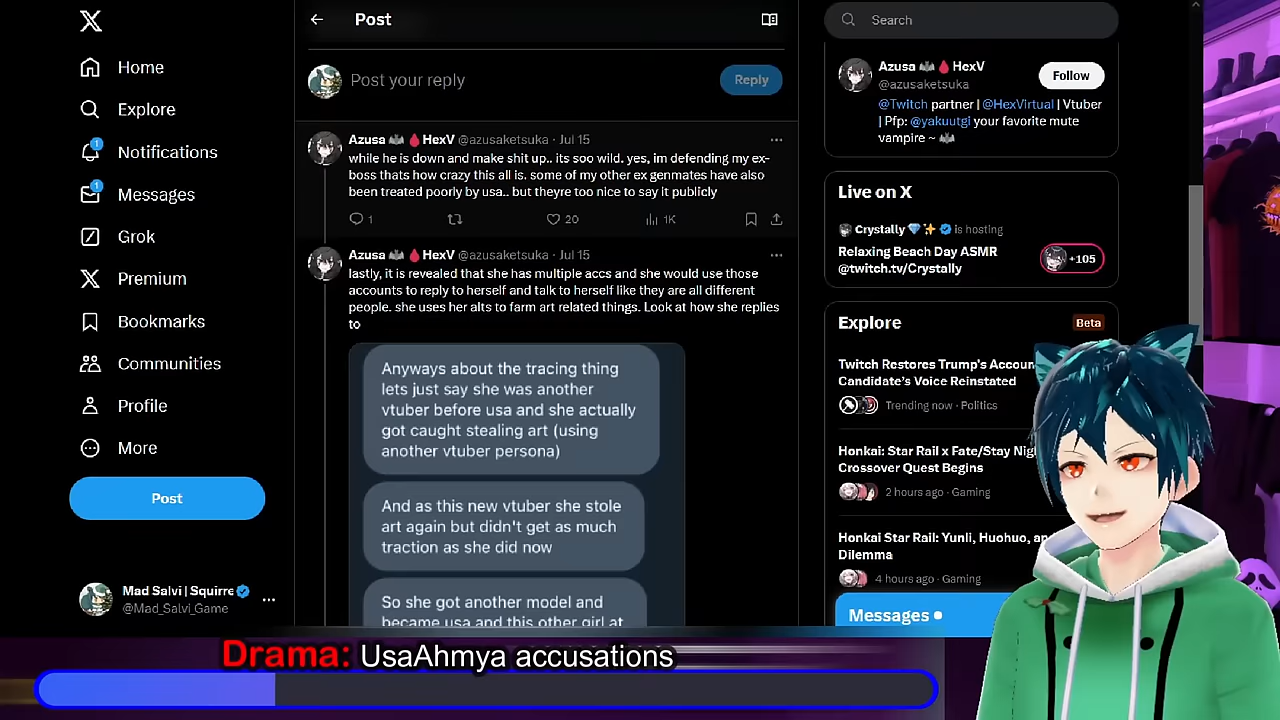 Home
Explore
1
Notifications
1
Messages
Grok
Premium
Bookmarks
Communities
Profile
More
Post
Mad Salvi | Squirre
@Mad_Salvi_Game
Post
Post your reply
Reply
Azusa 🦇🩸HexV @azusaketsuka · Jul 15
while he is down and make shit up.. its soo wild. yes, im defending my ex-
boss thats how crazy this all is. some of my other ex genmates have also
been treated poorly by usa.. but theyre too nice to say it publicly
1 20 1K
Azusa 🦇🩸HexV @azusaketsuka · Jul 15
lastly, it is revealed that she has multiple accs and she would use those
accounts to reply to herself and talk to herself like they are all different
people. she uses her alts to farm art related things. Look at how she replies
to
Anyways about the tracing thing
lets just say she was another
vtuber before usa and she actually
got caught stealing art (using
another vtuber persona)
And as this new vtuber she stole
art again but didn't get as much
traction as she did now
So she got another model and
became usa and this other girl at
Search
Azusa 🦇🩸HexV
@azusaketsuka
Follow
@Twitch partner | @HexVirtual | Vtuber
| Pfp: @yakuutgi your favorite mute
vampire ~ 🦇
Live on X
Crystally 💎✨ is hosting
Relaxing Beach Day ASMR
@twitch.tv/Crystally
+105
Explore
Beta
Twitch Restores Trump's Accoun
Candidate's Voice Reinstated
Trending now · Politics
Honkai: Star Rail x Fate/Stay Nig
Crossover Quest Begins
2 hours ago · Gaming
Honkai Star Rail: Yunli, Huohuo, an
Dilemma
4 hours ago · Gaming
Messages
Drama: UsaAhmya accusations